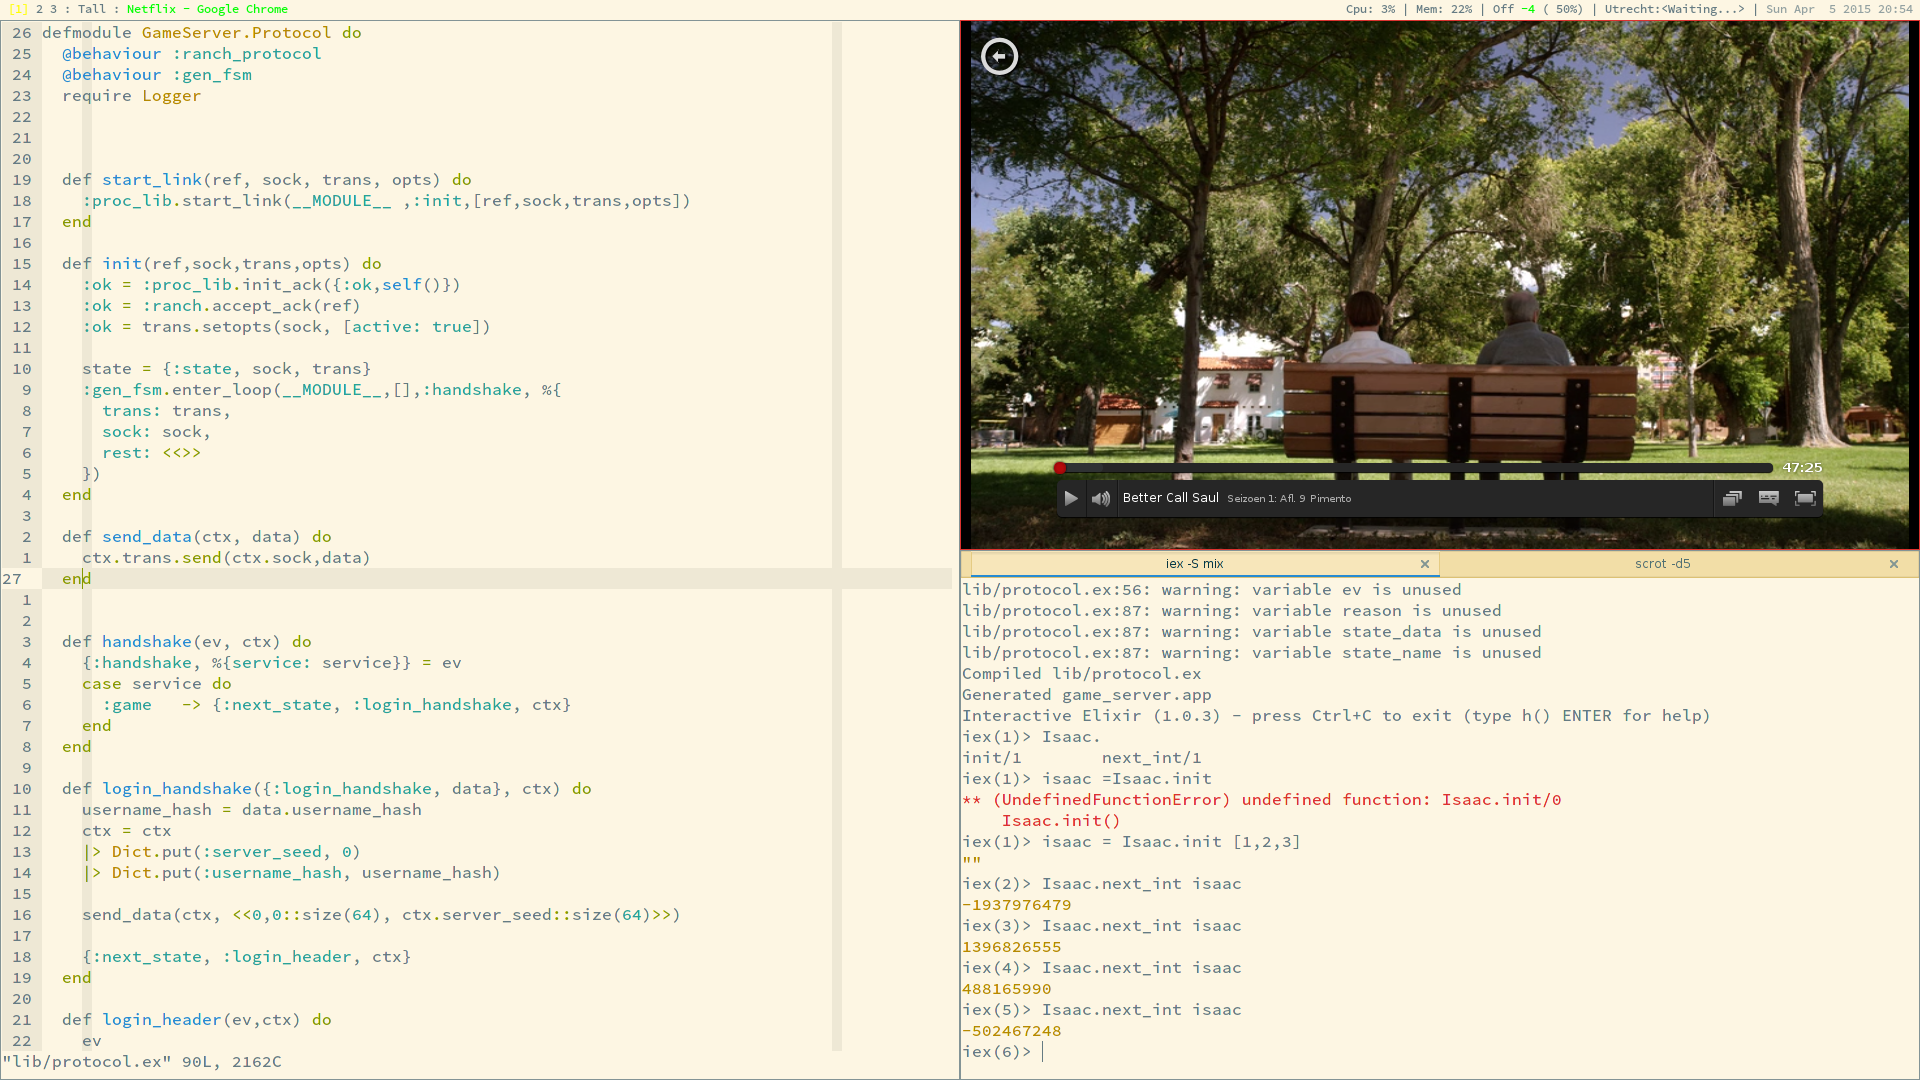 [1] 2 3 : Tall : Netflix - Google Chrome
Cpu: 3% | Mem: 22% | Off -4 ( 50%) | Utrecht:<Waiting...> | Sun Apr  5 2015 20:54
26 defmodule GameServer.Protocol do
25   @behaviour :ranch_protocol
24   @behaviour :gen_fsm
23   require Logger
22
21
20
19   def start_link(ref, sock, trans, opts) do
18     :proc_lib.start_link(__MODULE__ ,:init,[ref,sock,trans,opts])
17   end
16
15   def init(ref,sock,trans,opts) do
14     :ok = :proc_lib.init_ack({:ok,self()})
13     :ok = :ranch.accept_ack(ref)
12     :ok = trans.setopts(sock, [active: true])
11
10     state = {:state, sock, trans}
9     :gen_fsm.enter_loop(__MODULE__,[],:handshake, %{
8       trans: trans,
7       sock: sock,
6       rest: <<>>
5     })
4   end
3
2   def send_data(ctx, data) do
1     ctx.trans.send(ctx.sock,data)
27   end
1
2
3   def handshake(ev, ctx) do
4     {:handshake, %{service: service}} = ev
5     case service do
6       :game   -> {:next_state, :login_handshake, ctx}
7     end
8   end
9
10   def login_handshake({:login_handshake, data}, ctx) do
11     username_hash = data.username_hash
12     ctx = ctx
13     |> Dict.put(:server_seed, 0)
14     |> Dict.put(:username_hash, username_hash)
15
16     send_data(ctx, <<0,0::size(64), ctx.server_seed::size(64)>>)
17
18     {:next_state, :login_header, ctx}
19   end
20
21   def login_header(ev,ctx) do
22     ev
"lib/protocol.ex" 90L, 2162C
47:25
Better Call Saul Seizoen 1: Afl. 9 Pimento
iex -S mix
scrot -d5
lib/protocol.ex:56: warning: variable ev is unused
lib/protocol.ex:87: warning: variable reason is unused
lib/protocol.ex:87: warning: variable state_data is unused
lib/protocol.ex:87: warning: variable state_name is unused
Compiled lib/protocol.ex
Generated game_server.app
Interactive Elixir (1.0.3) - press Ctrl+C to exit (type h() ENTER for help)
iex(1)> Isaac.
init/1        next_int/1
iex(1)> isaac =Isaac.init
** (UndefinedFunctionError) undefined function: Isaac.init/0
    Isaac.init()
iex(1)> isaac = Isaac.init [1,2,3]
""
iex(2)> Isaac.next_int isaac
-1937976479
iex(3)> Isaac.next_int isaac
1396826555
iex(4)> Isaac.next_int isaac
488165990
iex(5)> Isaac.next_int isaac
-502467248
iex(6)>